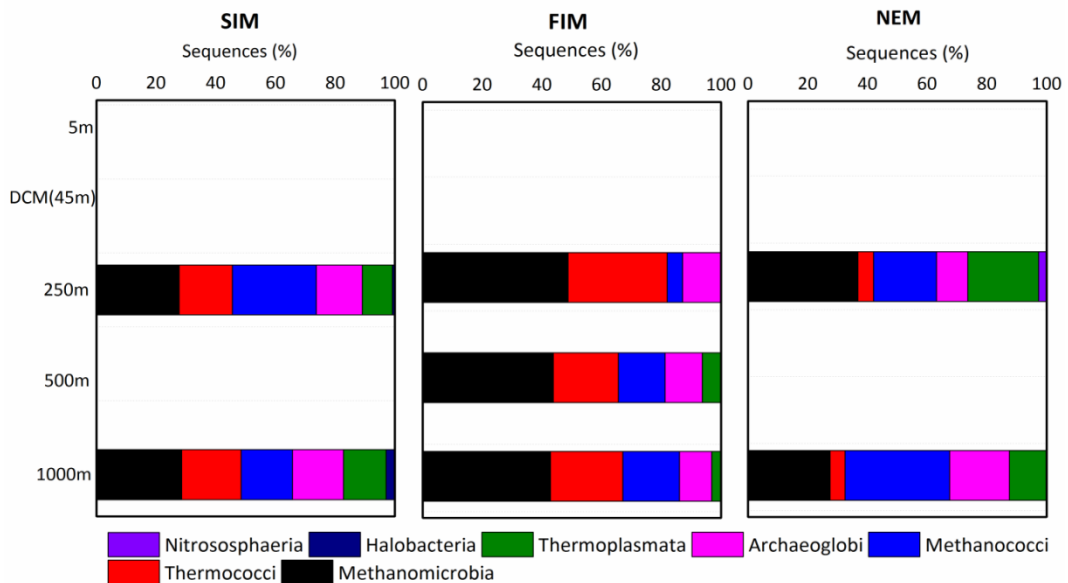 SIM FIM NEM
Sequences (%) Sequences (%) Sequences (%)
0 20 40 60 80 100 0 20 40 60 80 100 0 20 40 60 80 100
5m
DCM(45m)
250m
500m
1000m
Nitrososphaeria Halobacteria Thermoplasmata Archaeoglobi Methanococci
Thermococci Methanomicrobia